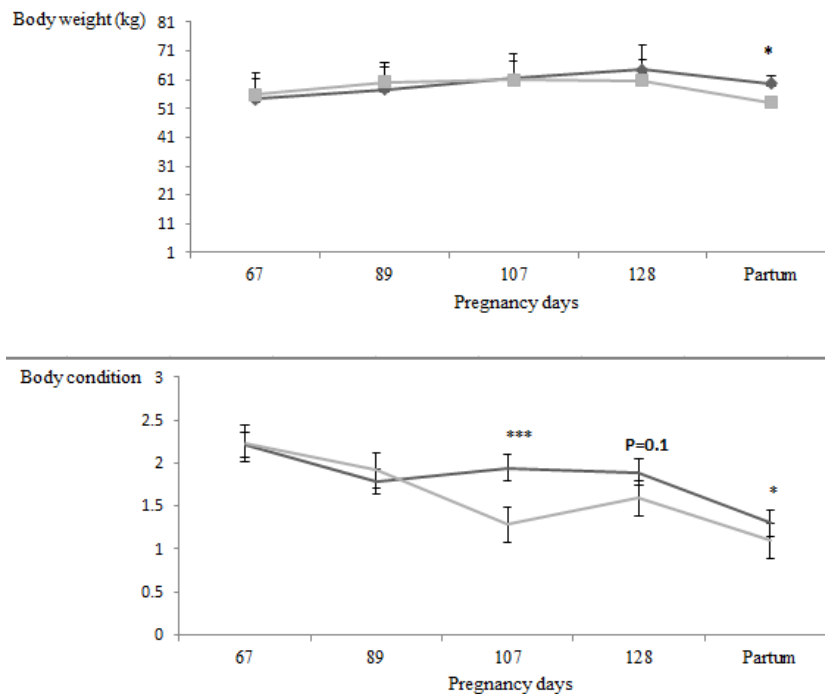 Body weight (kg)
81
71
61
51
41
31
21
11
1
*
67 89 107 128 Partum
Pregnancy days
Body condition
3
2.5
2
1.5
1
0.5
0
***
P=0.1
*
67 89 107 128 Partum
Pregnancy days